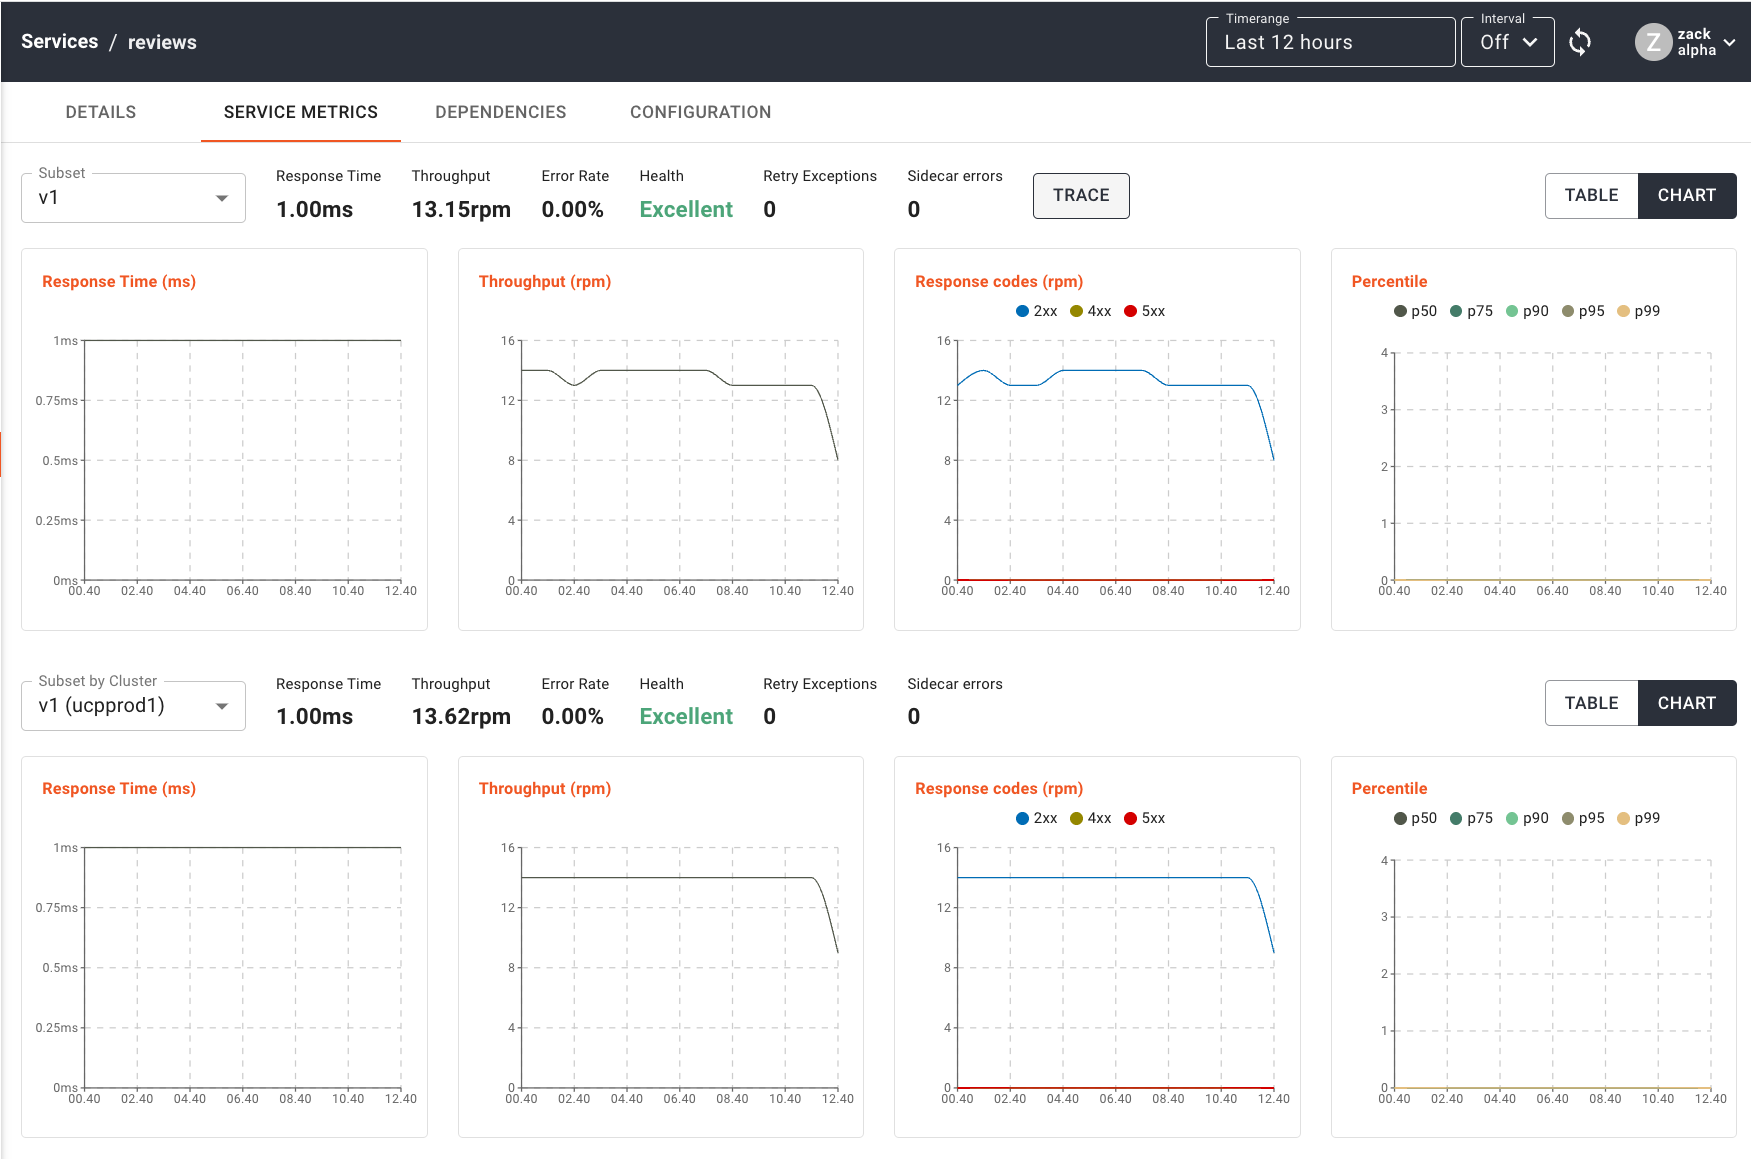 Services / reviews
Timerange
Last 12 hours
Interval
Off
Z
zack
alpha
DETAILS
SERVICE METRICS
DEPENDENCIES
CONFIGURATION
Subset
v1
Response Time
1.00ms
Throughput
13.15rpm
Error Rate
0.00%
Health
Excellent
Retry Exceptions
0
Sidecar errors
0
TRACE
TABLE
CHART
Response Time (ms)
1ms
0.75ms
0.5ms
0.25ms
0ms
00.40 02.40 04.40 06.40 08.40 10.40 12.40
Throughput (rpm)
16
12
8
4
0
00.40 02.40 04.40 06.40 08.40 10.40 12.40
Response codes (rpm)
2xx 4xx 5xx
16
12
8
4
0
00.40 02.40 04.40 06.40 08.40 10.40 12.40
Percentile
p50 p75 p90 p95 p99
4
3
2
1
0
00.40 02.40 04.40 06.40 08.40 10.40 12.40
Subset by Cluster
v1 (ucpprod1)
Response Time
1.00ms
Throughput
13.62rpm
Error Rate
0.00%
Health
Excellent
Retry Exceptions
0
Sidecar errors
0
TABLE
CHART
Response Time (ms)
1ms
0.75ms
0.5ms
0.25ms
0ms
00.40 02.40 04.40 06.40 08.40 10.40 12.40
Throughput (rpm)
16
12
8
4
0
00.40 02.40 04.40 06.40 08.40 10.40 12.40
Response codes (rpm)
2xx 4xx 5xx
16
12
8
4
0
00.40 02.40 04.40 06.40 08.40 10.40 12.40
Percentile
p50 p75 p90 p95 p99
4
3
2
1
0
00.40 02.40 04.40 06.40 08.40 10.40 12.40